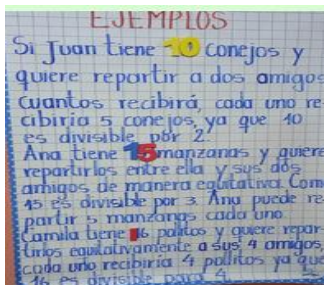 EJEMPLOS
Si Juan tiene 10 conejos y
quiere repartir a dos amigos
cuantos recibirá, cada uno re
cibiria 5 conejos, ya que 10
es divisible por 2.
Ana tiene 15 manzanas y quiere
repartirlos entre ella y sus dos
amigos de manera equitativa Com
15 es divisible por 3. Ana puede re
partir 5 manzanas cada uno
Camila tiene 16 pollitos y quiere repar
tirlos equitativamente a sus 4 amigos,
cada uno recibiria 4 pollitos ya que
16 es divisible para 4